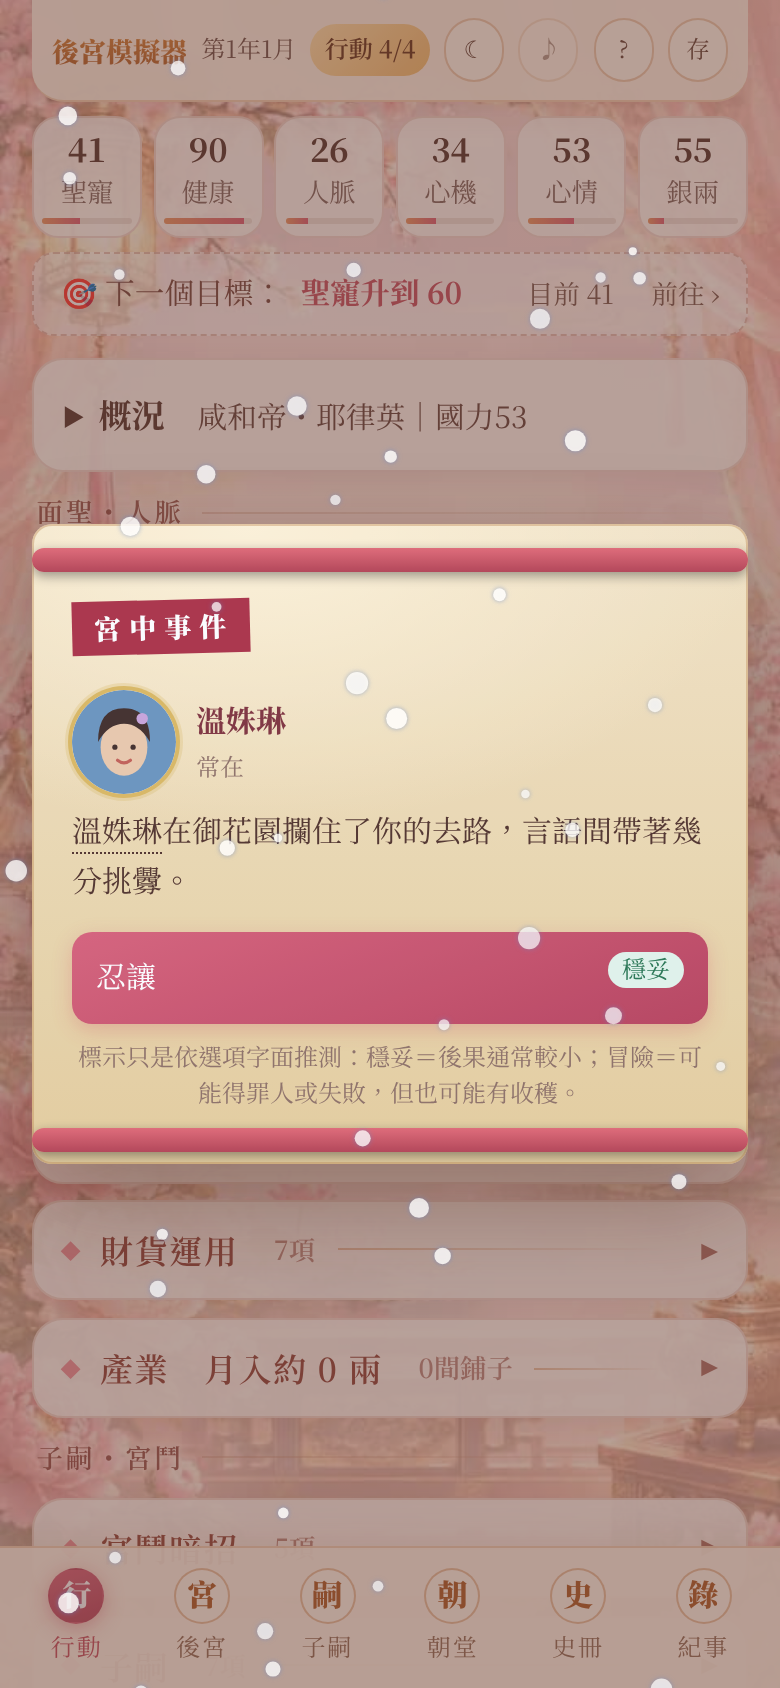 後宮模擬器 第1年1月 行動 4/4 ☾ ♪ ? 存
41 90 26 34 53 55
聖寵 健康 人脈 心機 心情 銀兩
🎯 下一個目標： 聖寵升到 60 目前 41 前往 ›
▶ 概況 咸和帝・耶律英｜國力53
面聖・人脈
宮中事件
溫姝琳
常在
溫姝琳在御花園攔住了你的去路，言語間帶著幾
分挑釁。
忍讓 穩妥
標示只是依選項字面推測：穩妥＝後果通常較小；冒險＝可
能得罪人或失敗，但也可能有收穫。
◆ 財貨運用 7項 ▶
◆ 產業 月入約 0 兩 0間鋪子 ▶
子嗣・宮鬥
◆ 宮鬥暗招 5項 ▶
行 宮 嗣 朝 史 錄
行動 後宮 子嗣 朝堂 史冊 紀事